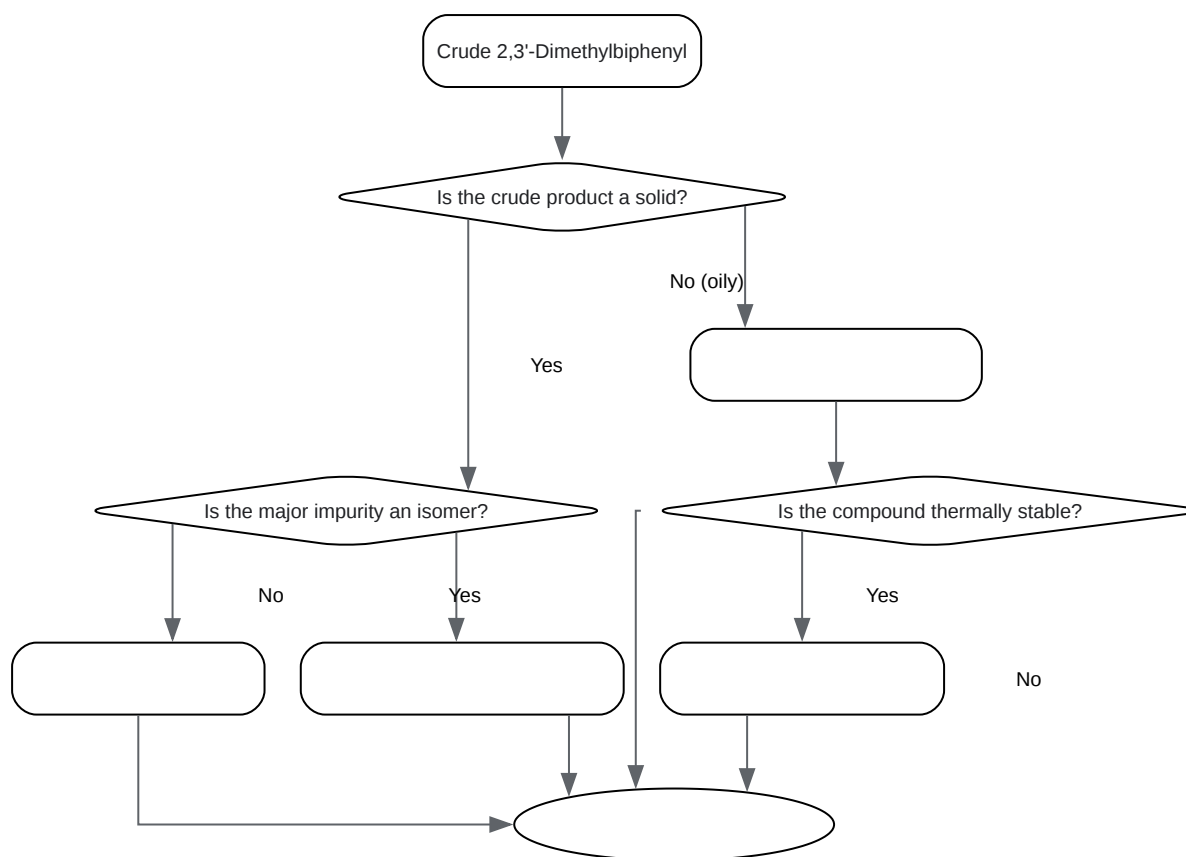 Crude 2,3'-Dimethylbiphenyl
Is the crude product a solid?
No (oily)
Yes
Is the major impurity an isomer?
Is the compound thermally stable?
No
Yes
Yes
No